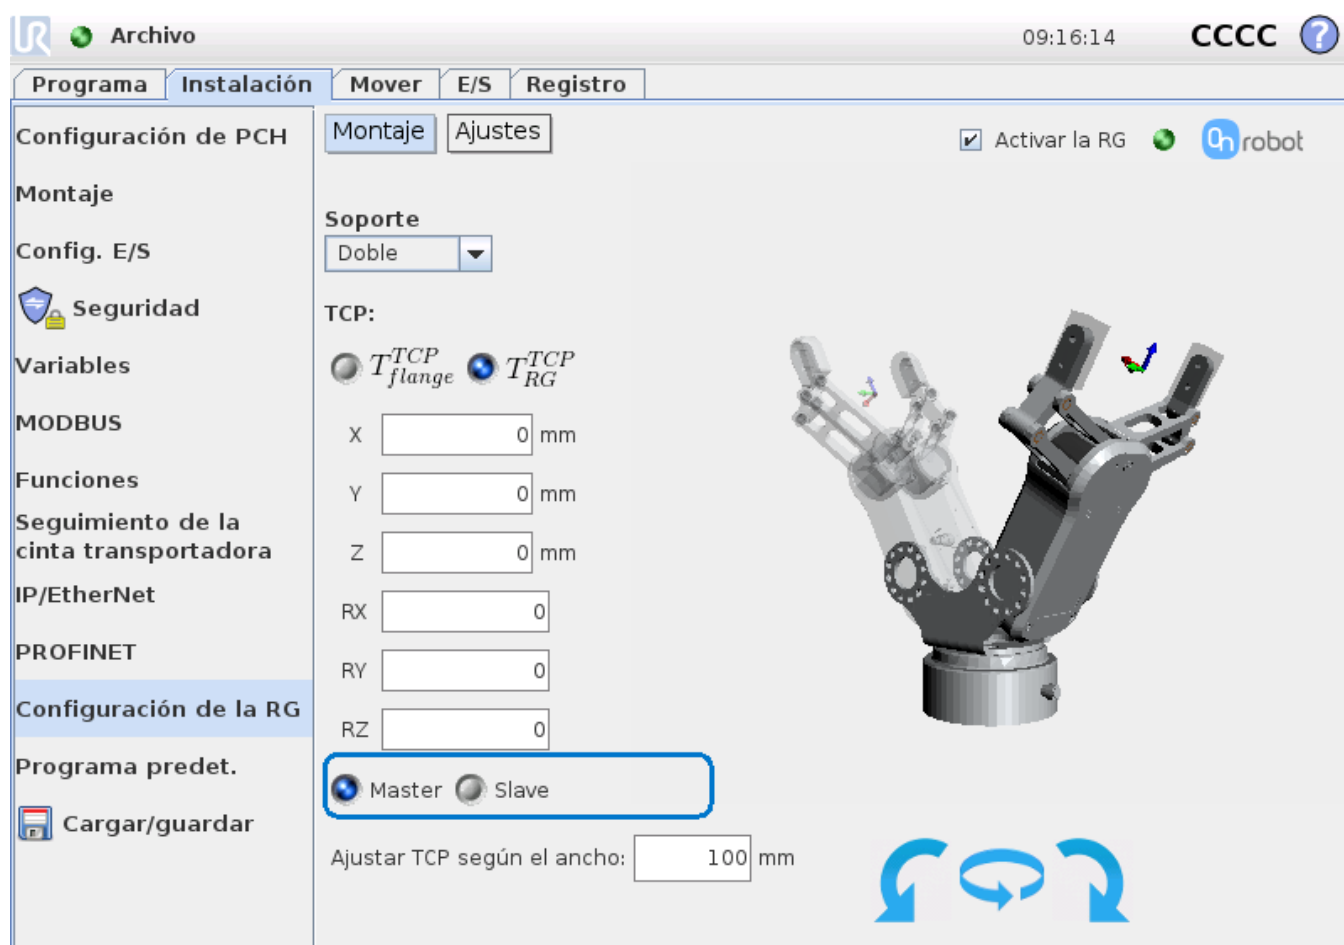 UR Archivo 09:16:14 CCCC ?
Programa Instalación Mover E/S Registro
Configuración de PCH
Montaje
Config. E/S
Seguridad
Variables
MODBUS
Funciones
Seguimiento de la
cinta transportadora
IP/EtherNet
PROFINET
Configuración de la RG
Programa predet.
Cargar/guardar
Montaje Ajustes
Activar la RG On robot
Soporte
Doble
TCP:
T^{TCP}_{flange} T^{TCP}_{RG}
X 0 mm
Y 0 mm
Z 0 mm
RX 0
RY 0
RZ 0
Master Slave
Ajustar TCP según el ancho: 100 mm